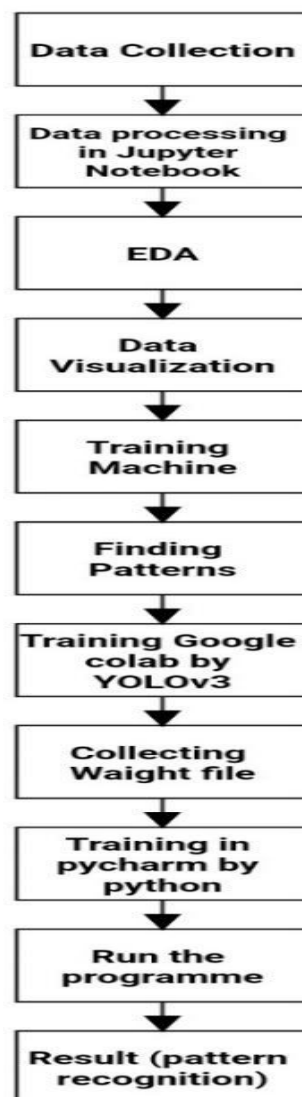 Data Collection
Data processing
in Jupyter
Notebook
EDA
Data
Visualization
Training
Machine
Finding
Patterns
Training Google
colab by
YOLOv3
Collecting
Waight file
Training in
pycharm by
python
Run the
programme
Result (pattern
recognition)